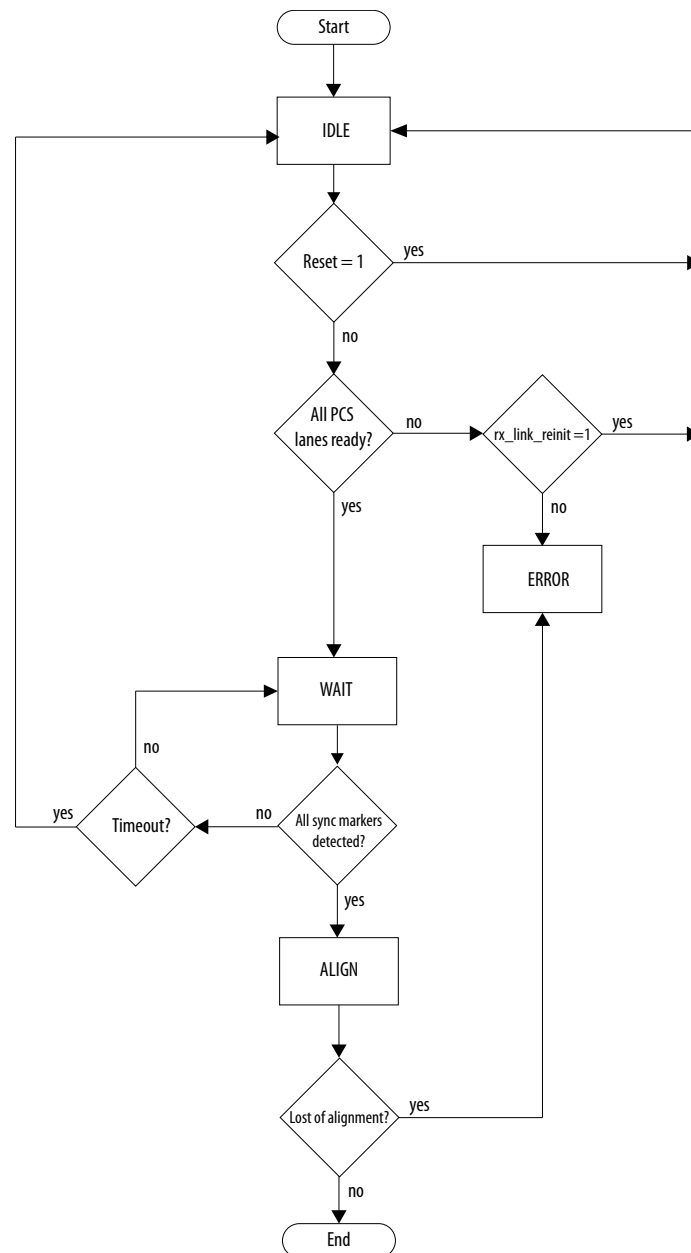 Start
IDLE
Reset = 1
yes
no
All PCS
lanes ready?
no
rx_link_reinit =1
yes
yes
no
ERROR
WAIT
no
yes
Timeout?
no
All sync markers
detected?
yes
ALIGN
Lost of alignment?
yes
no
End